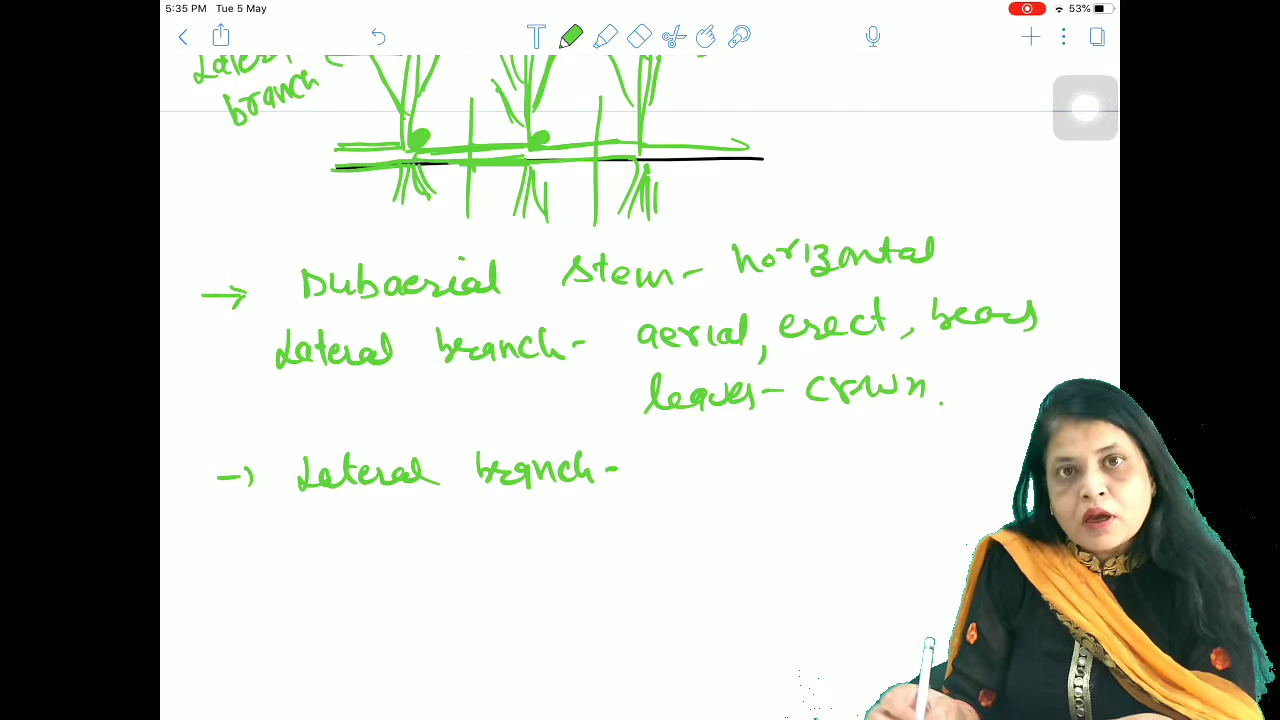 5:35 PM Tue 5 May 53%
Lateral
branch
→ Subaerial stem - horizontal
Lateral branch - aerial, erect, bears
leaves - crown.
→ Lateral branch -